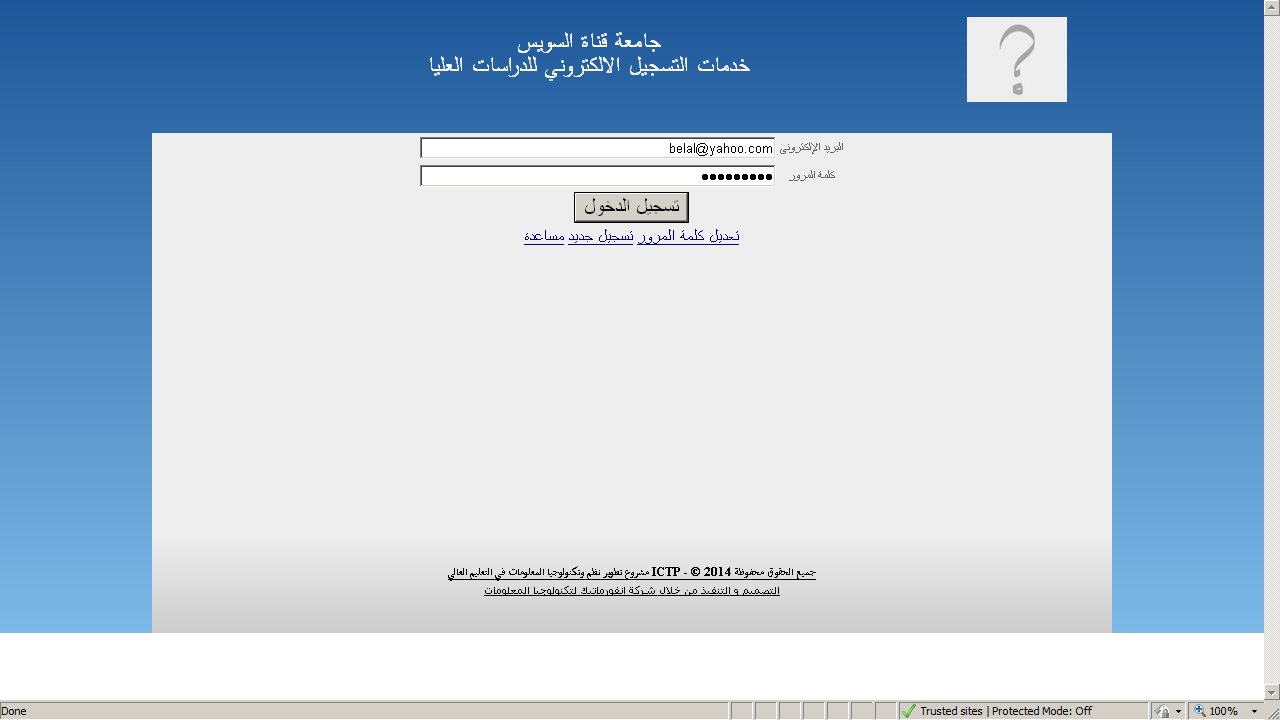 جامعة قناة السويس
خدمات التسجيل الالكتروني للدراسات العليا
البريد الإلكترونى belal@yahoo.com
كلمة المرور •••••••••
تسجيل الدخول
تعديل كلمة المرور تسجيل جديد مساعدة
جميع الحقوق محفوظة 2014 © - ICTP مشروع تطوير نظم وتكنولوجيا المعلومات في التعليم العالي
التصميم و التنفيذ من خلال شركة انفورماتيك لتكنولوجيا المعلومات
Done Trusted sites | Protected Mode: Off 100%